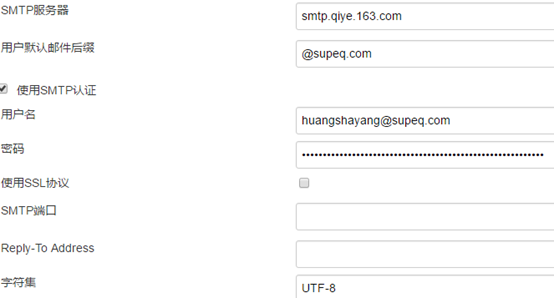 SMTP服务器 smtp.qiye.163.com
用户默认邮件后缀 @supeq.com
使用SMTP认证
用户名 huangshayang@supeq.com
密码
使用SSL协议
SMTP端口
Reply-To Address
字符集 UTF-8